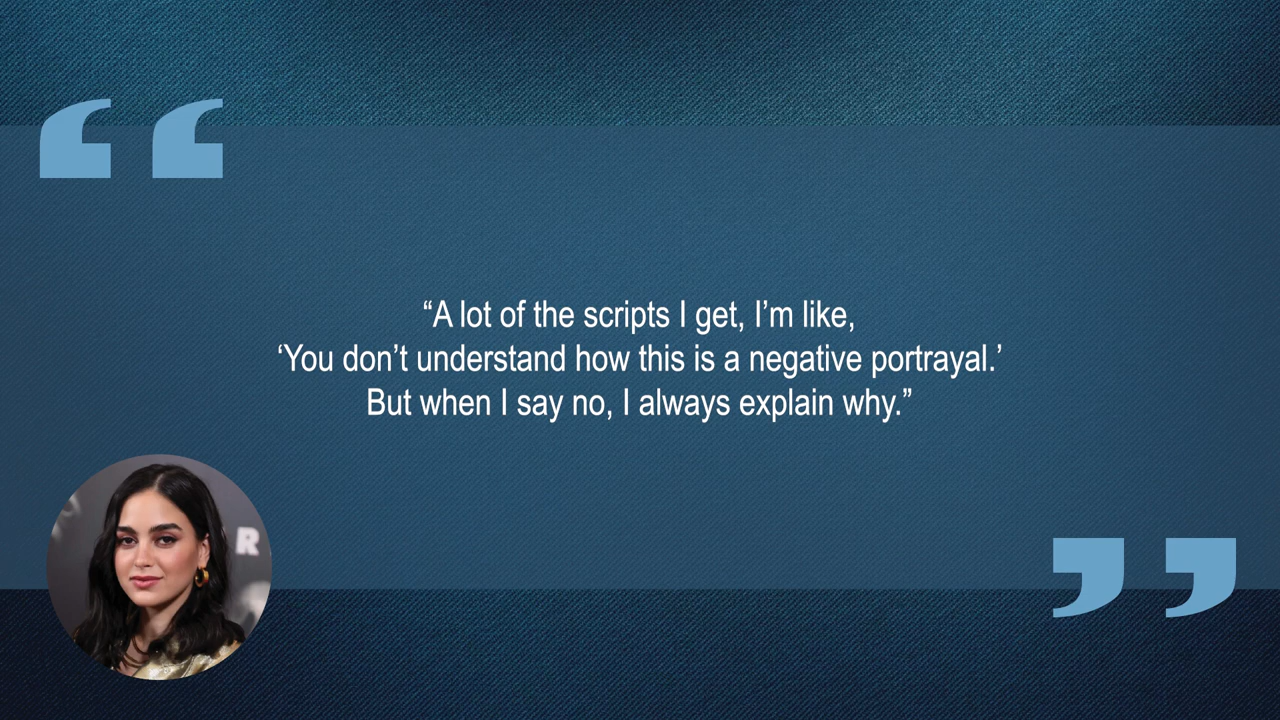 “A lot of the scripts I get, I’m like,
‘You don’t understand how this is a negative portrayal.’
But when I say no, I always explain why.”
R